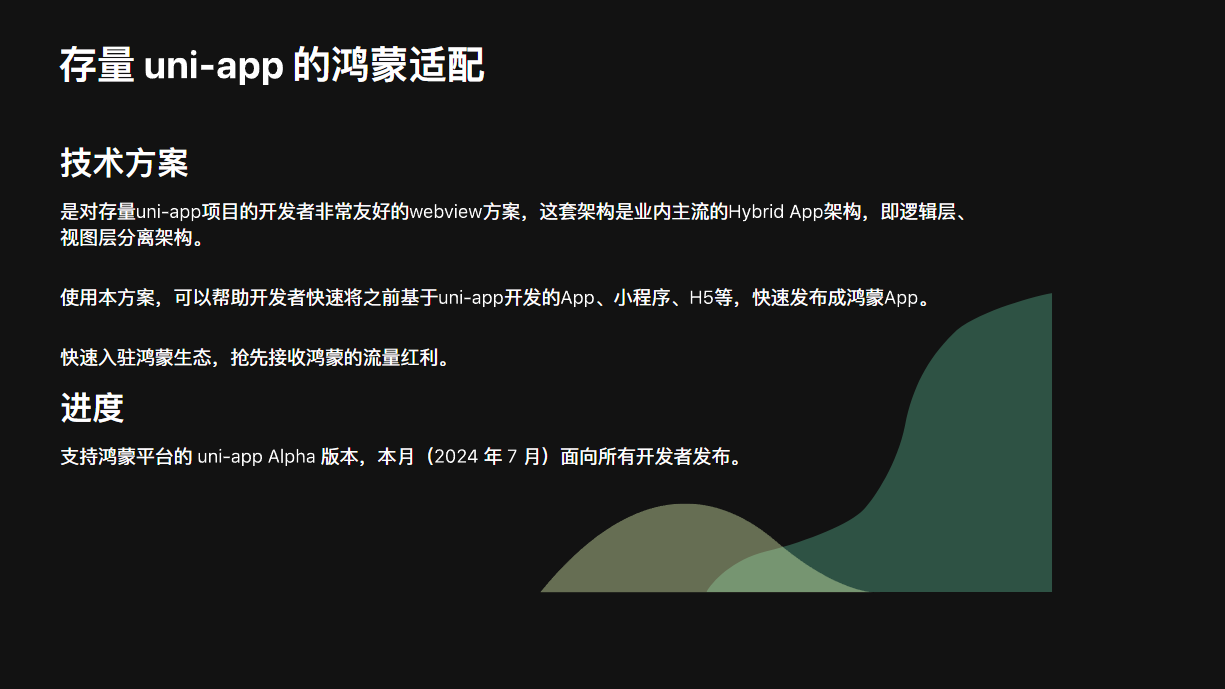 存量 uni-app 的鸿蒙适配
技术方案
是对存量uni-app项目的开发者非常友好的webview方案，这套架构是业内主流的Hybrid App架构，即逻辑层、
视图层分离架构。
使用本方案，可以帮助开发者快速将之前基于uni-app开发的App、小程序、H5等，快速发布成鸿蒙App。
快速入驻鸿蒙生态，抢先接收鸿蒙的流量红利。
进度
支持鸿蒙平台的 uni-app Alpha 版本，本月（2024 年 7 月）面向所有开发者发布。